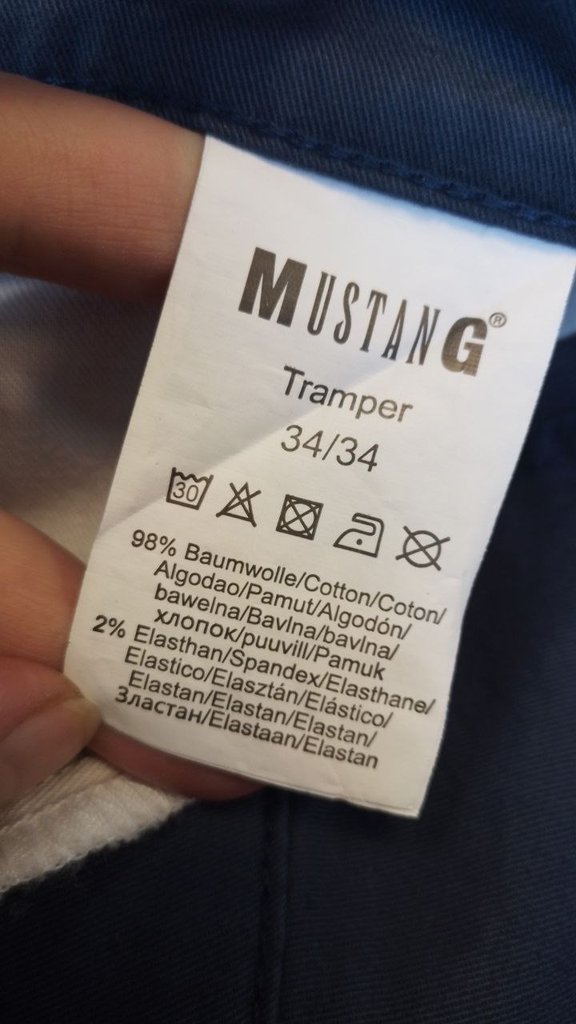 MUSTANG®
Tramper
34/34
30
98% Baumwolle/Cotton/Coton/
Algodao/Pamut/Algodón/
bawelna/Bavlna/bavlna/
хлопок/puuvill/Pamuk
2% Elasthan/Spandex/Elasthane/
Elastico/Elasztán/Elástico/
Elastan/Elastan/Elastan/
Зластан/Elastaan/Elastan